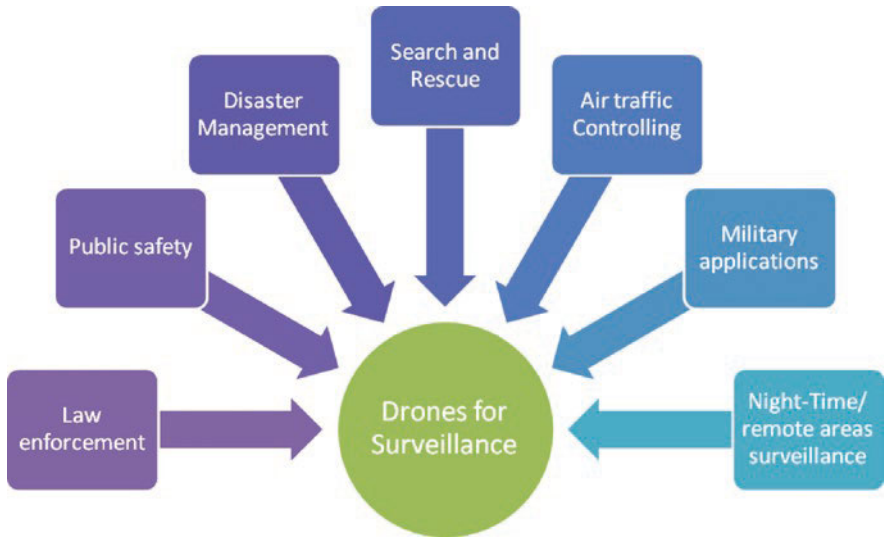 Search and
Rescue
Disaster
Management
Air traffic
Controlling
Public safety
Military
applications
Law
enforcement
Drones for
Surveillance
Night-Time/
remote areas
surveillance